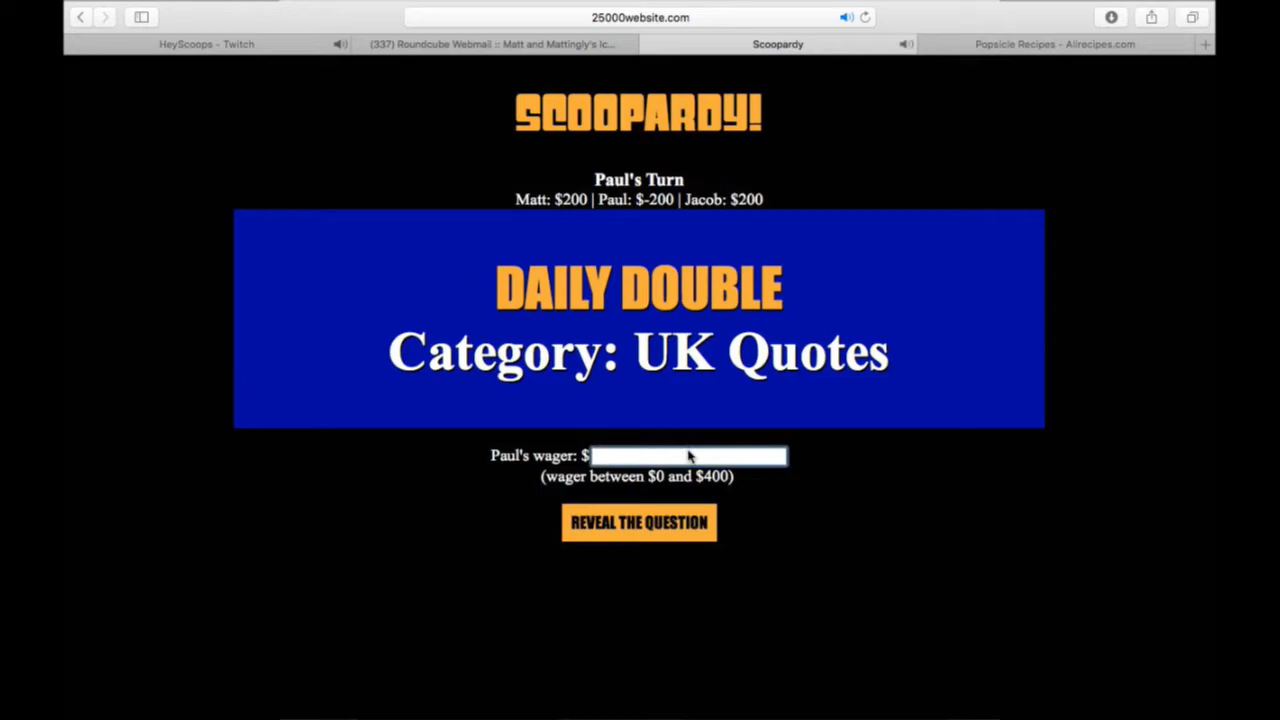 25000website.com
HeyScoops - Twitch
(337) Roundcube Webmail :: Matt and Mattingly's Ic...
Scoopardy
Popsicle Recipes - Allrecipes.com
SCOOPARDY!
Paul's Turn
Matt: $200 | Paul: $-200 | Jacob: $200
DAILY DOUBLE
Category: UK Quotes
Paul's wager: $
(wager between $0 and $400)
REVEAL THE QUESTION